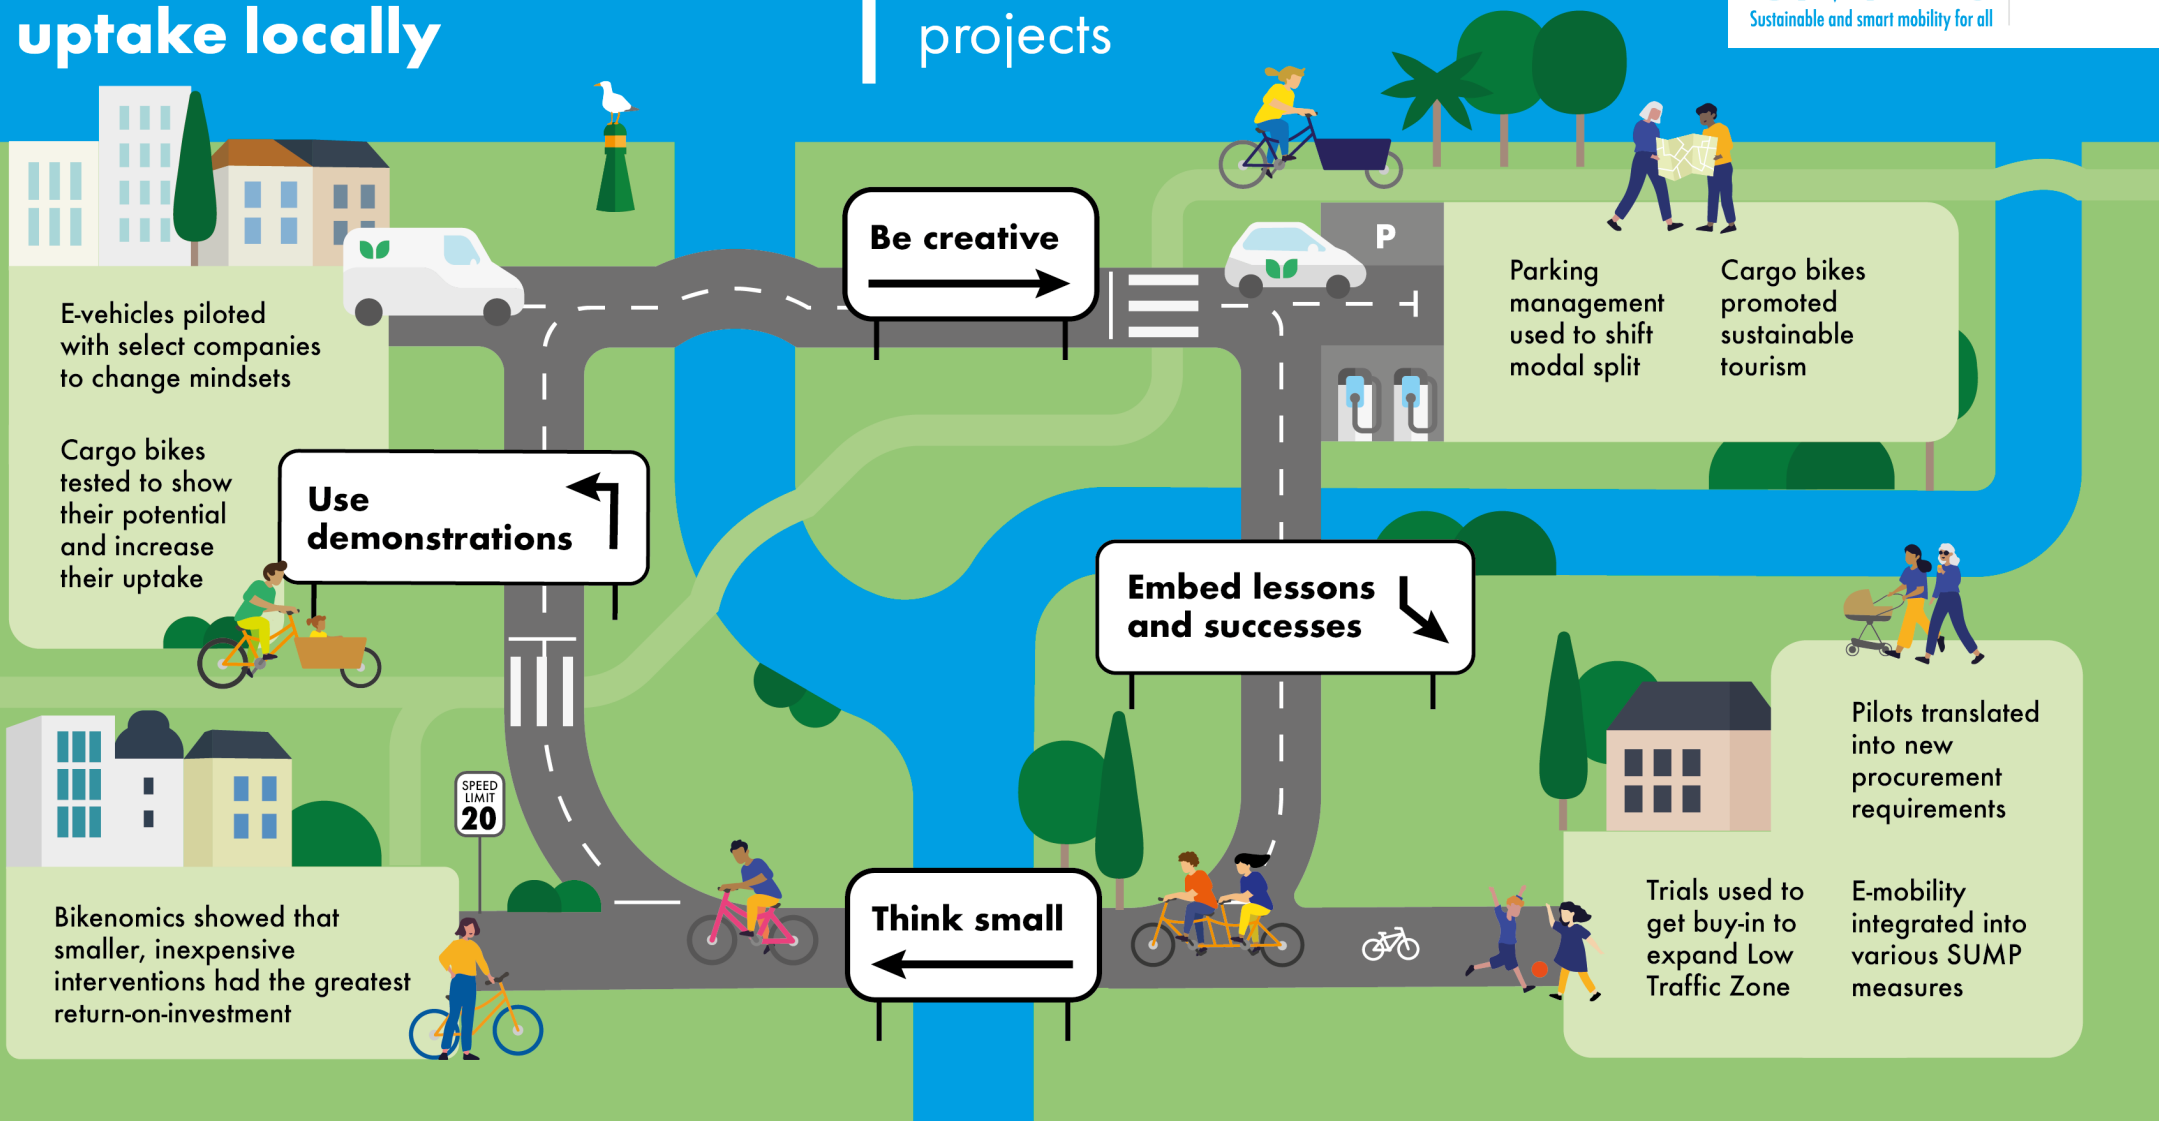 uptake locally
projects
Sustainable and smart mobility for all
Be creative
P
E-vehicles piloted
with select companies
to change mindsets
Cargo bikes
tested to show
their potential
and increase
their uptake
Use
demonstrations
Parking
management
used to shift
modal split
Cargo bikes
promoted
sustainable
tourism
Embed lessons
and successes
SPEED
LIMIT
20
Think small
Bikenomics showed that
smaller, inexpensive
interventions had the greatest
return-on-investment
Pilots translated
into new
procurement
requirements
Trials used to
get buy-in to
expand Low
Traffic Zone
E-mobility
integrated into
various SUMP
measures